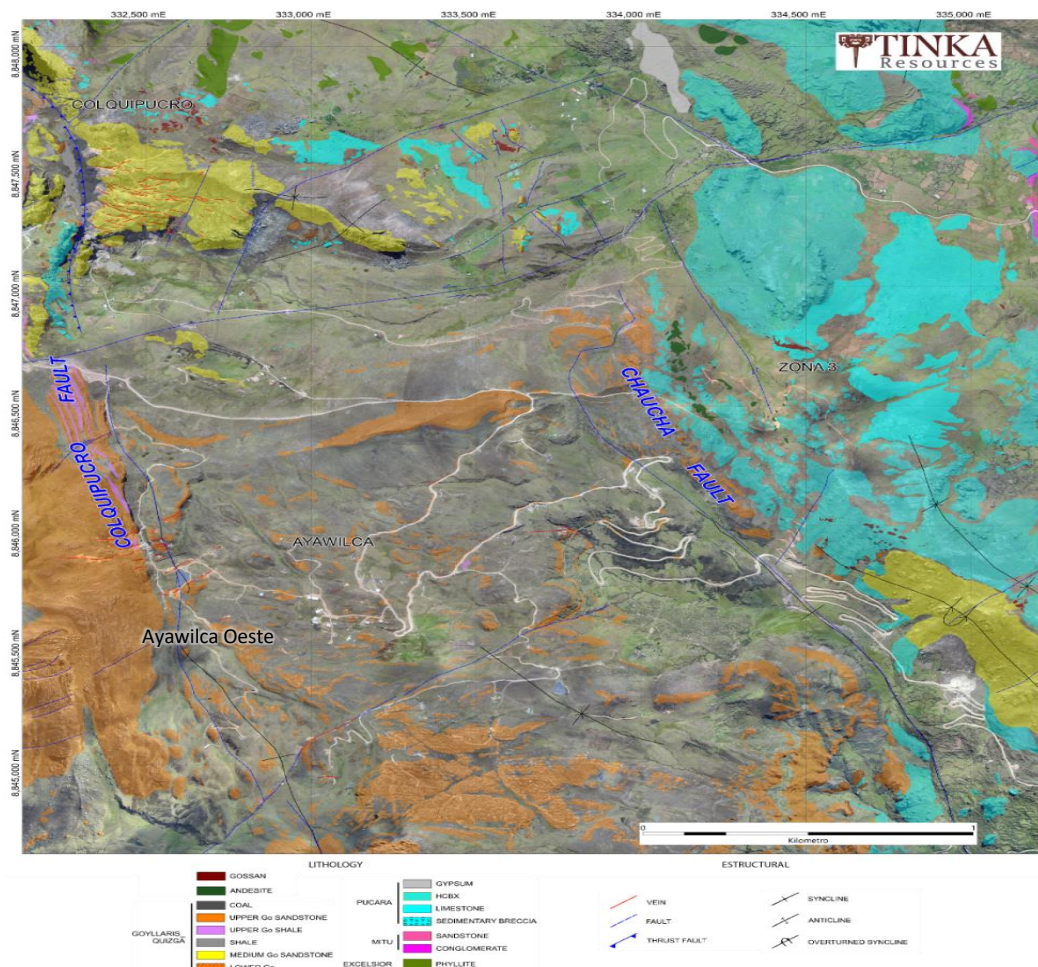 332,500 mE 333,000 mE 333,500 mE 334,000 mE 334,500 mE 335,000 mE
TINKA
Resources
8,848,000 mN
COLQUIPUCRO
8,847,500 mN
8,847,000 mN
ZONA 3
COLQUIPUCRO FAULT
CHAUCHA FAULT
8,846,500 mN
8,846,000 mN
AYAWILCA
Ayawilca Oeste
8,845,500 mN
8,845,000 mN
0 1
Kilometro
LITHOLOGY
GOSSAN
ANDESITE
COAL
UPPER Go SANDSTONE
UPPER Go SHALE
GOYLLARIS_
QUIZGA
SHALE
MEDIUM Go SANDSTONE
LOWER Go
PUCARA
GYPSUM
HCBX
LIMESTONE
SEDIMENTARY BRECCIA
MITU
SANDSTONE
CONGLOMERATE
EXCELSIOR
PHYLLITE
ESTRUCTURAL
VEIN
FAULT
THRUST FAULT
SYNCLINE
ANTICLINE
OVERTURNED SYNCLINE